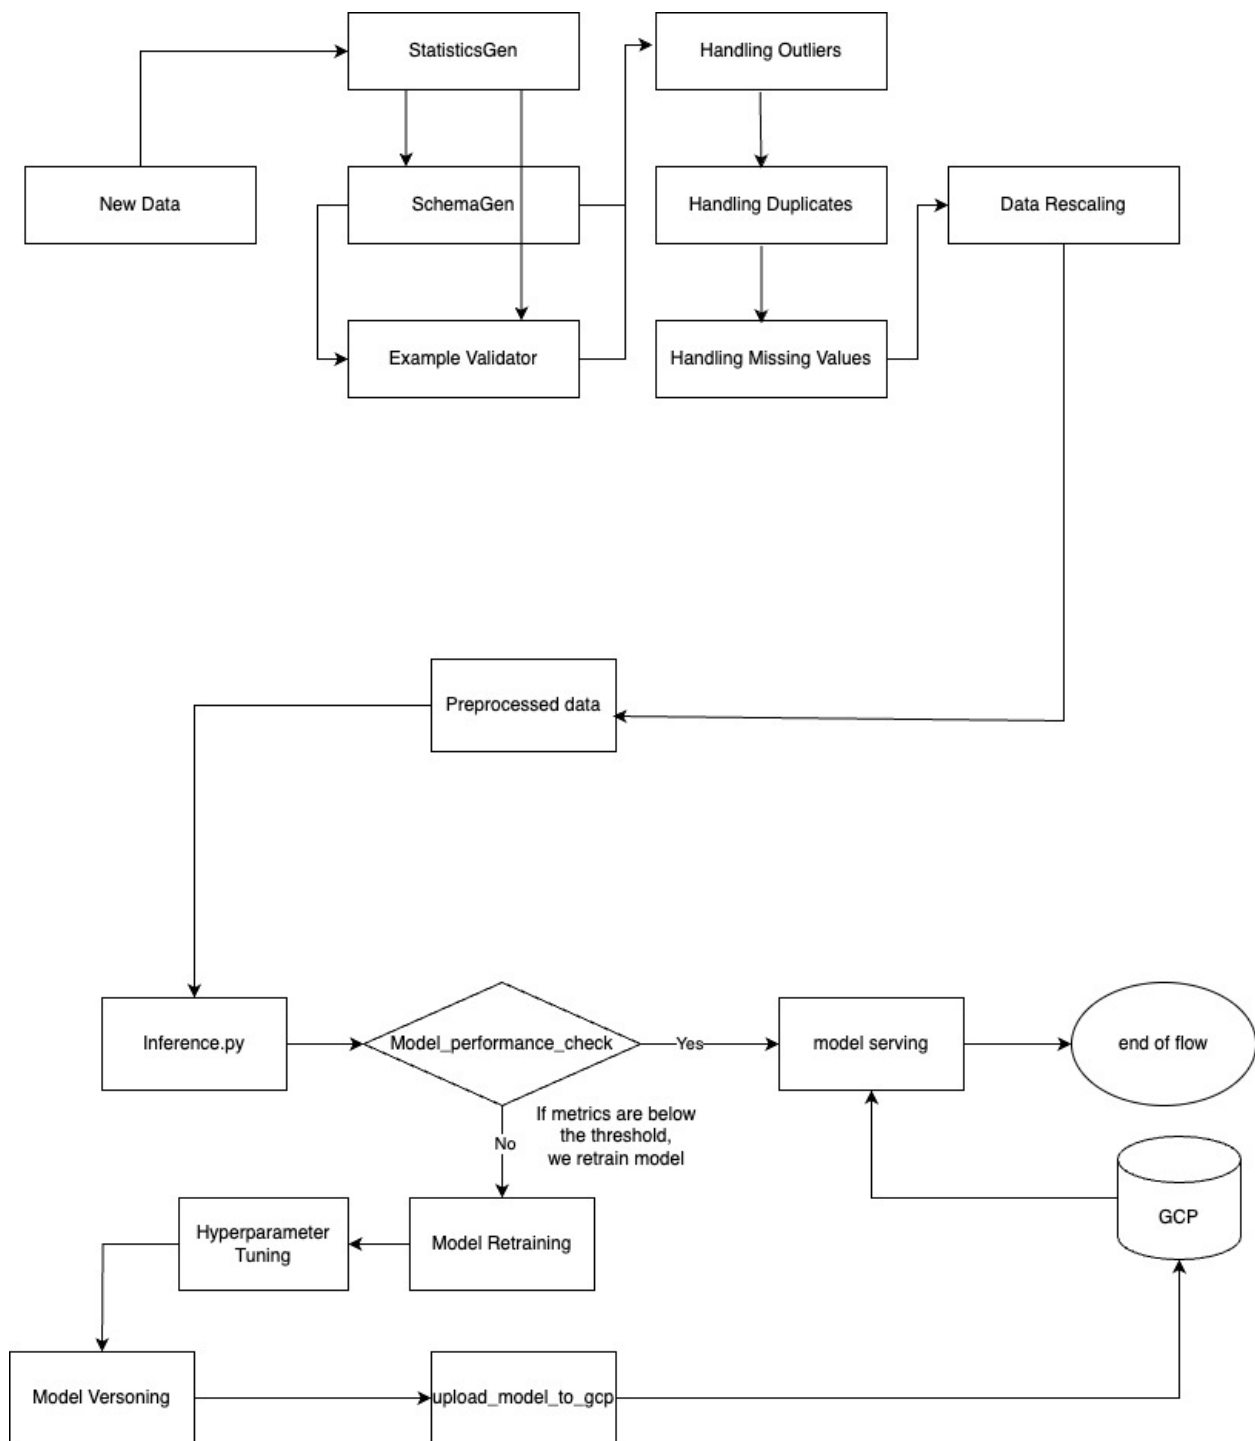 StatisticsGen
Handling Outliers
New Data
SchemaGen
Handling Duplicates
Data Rescaling
Example Validator
Handling Missing Values
Preprocessed data
Inference.py
Model_performance_check
Yes
model serving
end of flow
No
If metrics are below
the threshold,
we retrain model
Hyperparameter
Tuning
Model Retraining
GCP
Model Versoning
upload_model_to_gcp